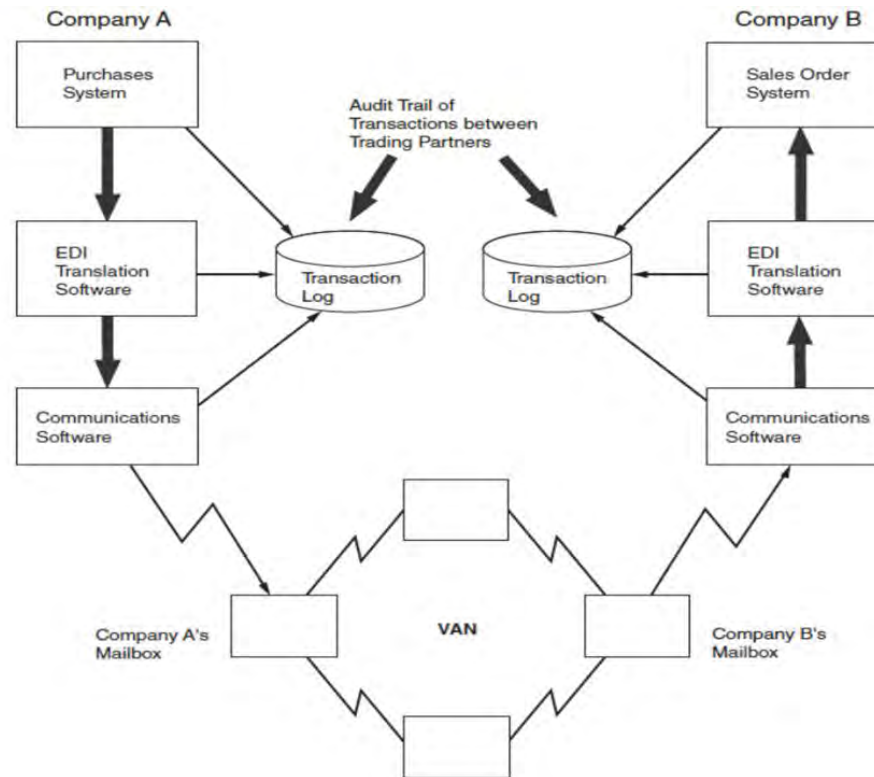 Company A
Company B
Purchases
System
Sales Order
System
Audit Trail of
Transactions between
Trading Partners
EDI
Translation
Software
Transaction
Log
Transaction
Log
EDI
Translation
Software
Communications
Software
Communications
Software
Company A's
Mailbox
VAN
Company B's
Mailbox